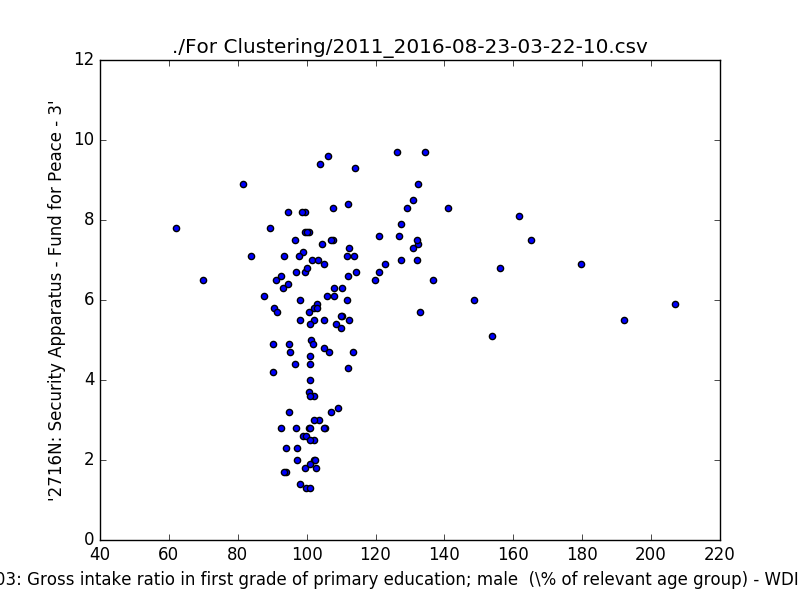 ./For Clustering/2011_2016-08-23-03-22-10.csv
12
10
8
6
4
2
0
'2716N: Security Apparatus - Fund for Peace - 3'
40 60 80 100 120 140 160 180 200 220
03: Gross intake ratio in first grade of primary education; male (\% of relevant age group) - WDI